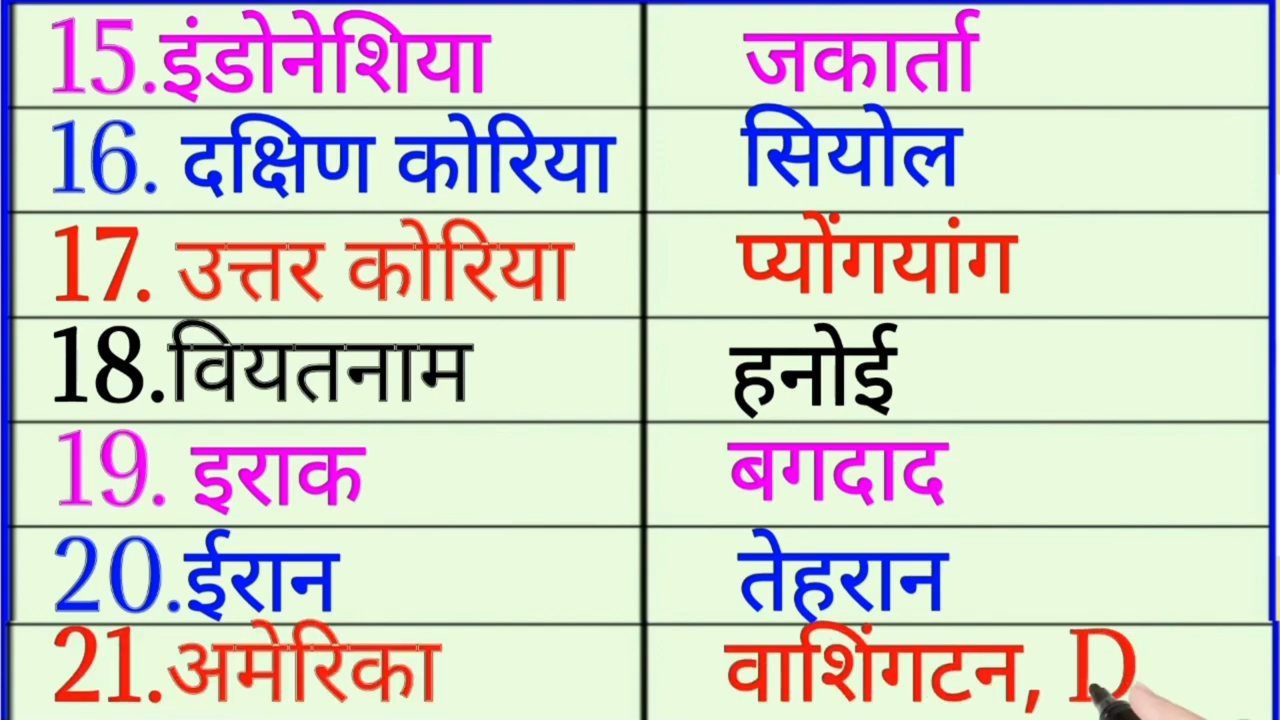 15.इंडोनेशिया जकार्ता
16. दक्षिण कोरिया सियोल
17. उत्तर कोरिया प्योंगयांग
18.वियतनाम हनोई
19. इराक बगदाद
20.ईरान तेहरान
21.अमेरिका वाशिंगटन, D